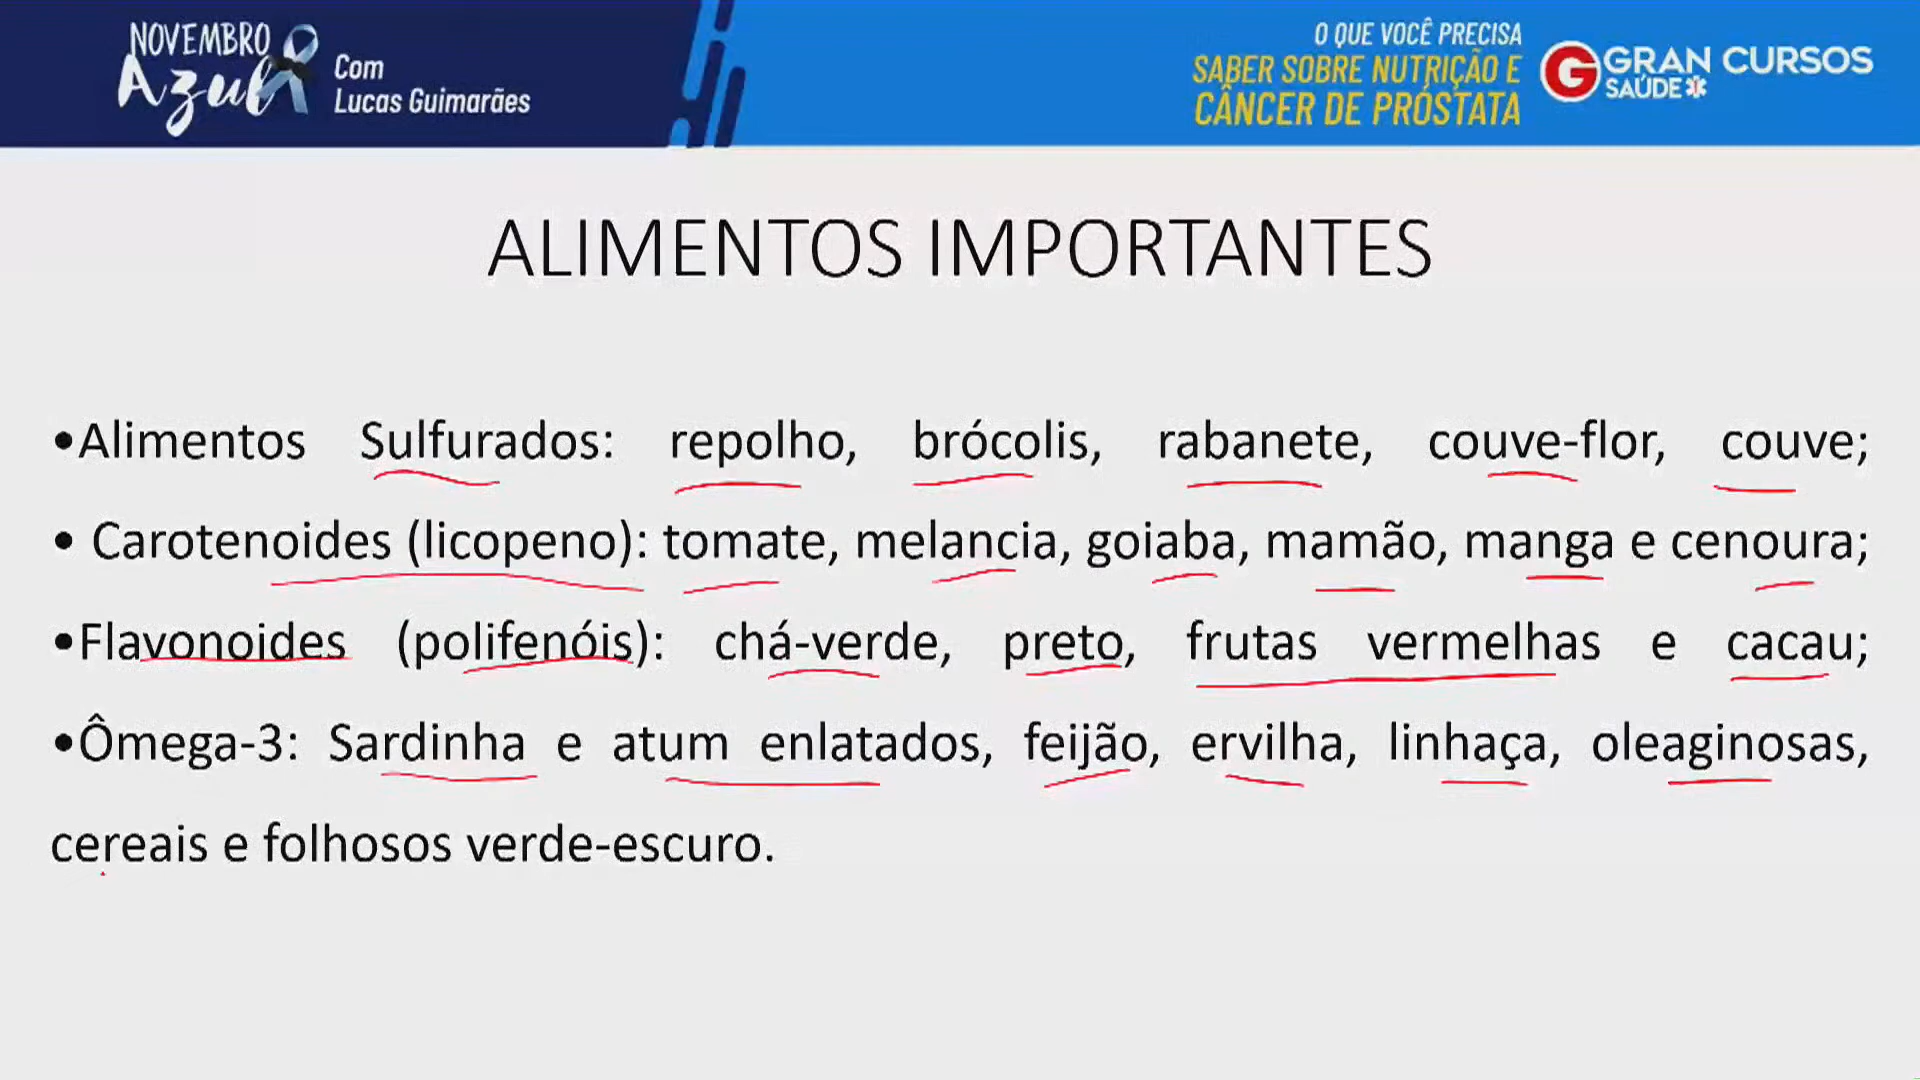 NOVEMBRO
Azul
Com
Lucas Guimarães
O QUE VOCÊ PRECISA
SABER SOBRE NUTRIÇÃO E
CÂNCER DE PRÓSTATA
GRAN CURSOS
SAÚDE
ALIMENTOS IMPORTANTES
•Alimentos Sulfurados: repolho, brócolis, rabanete, couve-flor, couve;
• Carotenoides (licopeno): tomate, melancia, goiaba, mamão, manga e cenoura;
•Flavonoides (polifenóis): chá-verde, preto, frutas vermelhas e cacau;
•Ômega-3: Sardinha e atum enlatados, feijão, ervilha, linhaça, oleaginosas,
cereais e folhosos verde-escuro.